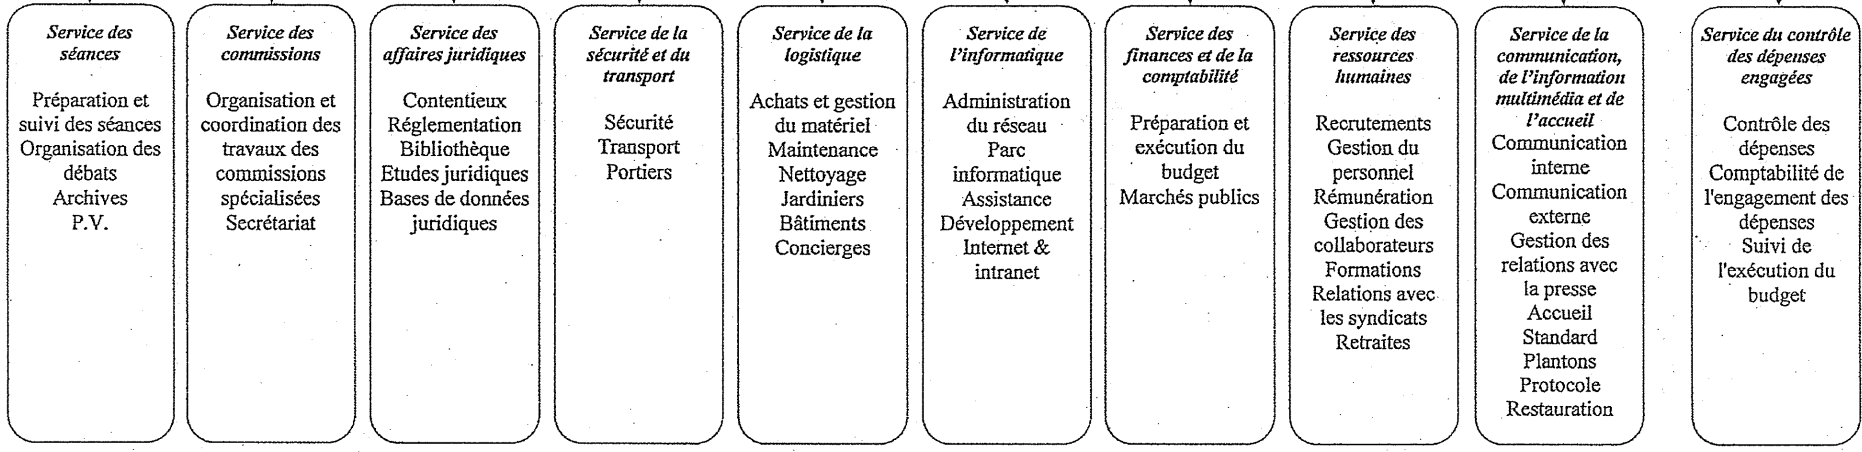 Service des
séances
Préparation et
suivi des séances
Organisation des
débats
Archives
P.V.
Service des
commissions
Organisation et
coordination des
travaux des
commissions
spécialisées
Secrétariat
Service des
affaires juridiques
Contentieux
Réglementation
Bibliothèque
Etudes juridiques
Bases de données
juridiques
Service de la
sécurité et du
transport
Sécurité
Transport
Portiers
Service de la
logistique
Achats et gestion
du matériel
Maintenance
Nettoyage
Jardiniers
Bâtiments
Concierges
Service de
l'informatique
Administration
du réseau
Parc
informatique
Assistance
Développement
Internet &
intranet
Service des
finances et de la
comptabilité
Préparation et
exécution du
budget
Marchés publics
Service des
ressources
humaines
Recrutements
Gestion du
personnel
Rémunération
Gestion des
collaborateurs
Formations
Relations avec
les syndicats
Retraites
Service de la
communication,
de l'information
multimédia et de
l'accueil
Communication
interne
Communication
externe
Gestion des
relations avec
la presse
Accueil
Standard
Plantons
Protocole
Restauration
Service du contrôle
des dépenses
engagées
Contrôle des
dépenses
Comptabilité de
l'engagement des
dépenses
Suivi de
l'exécution du
budget